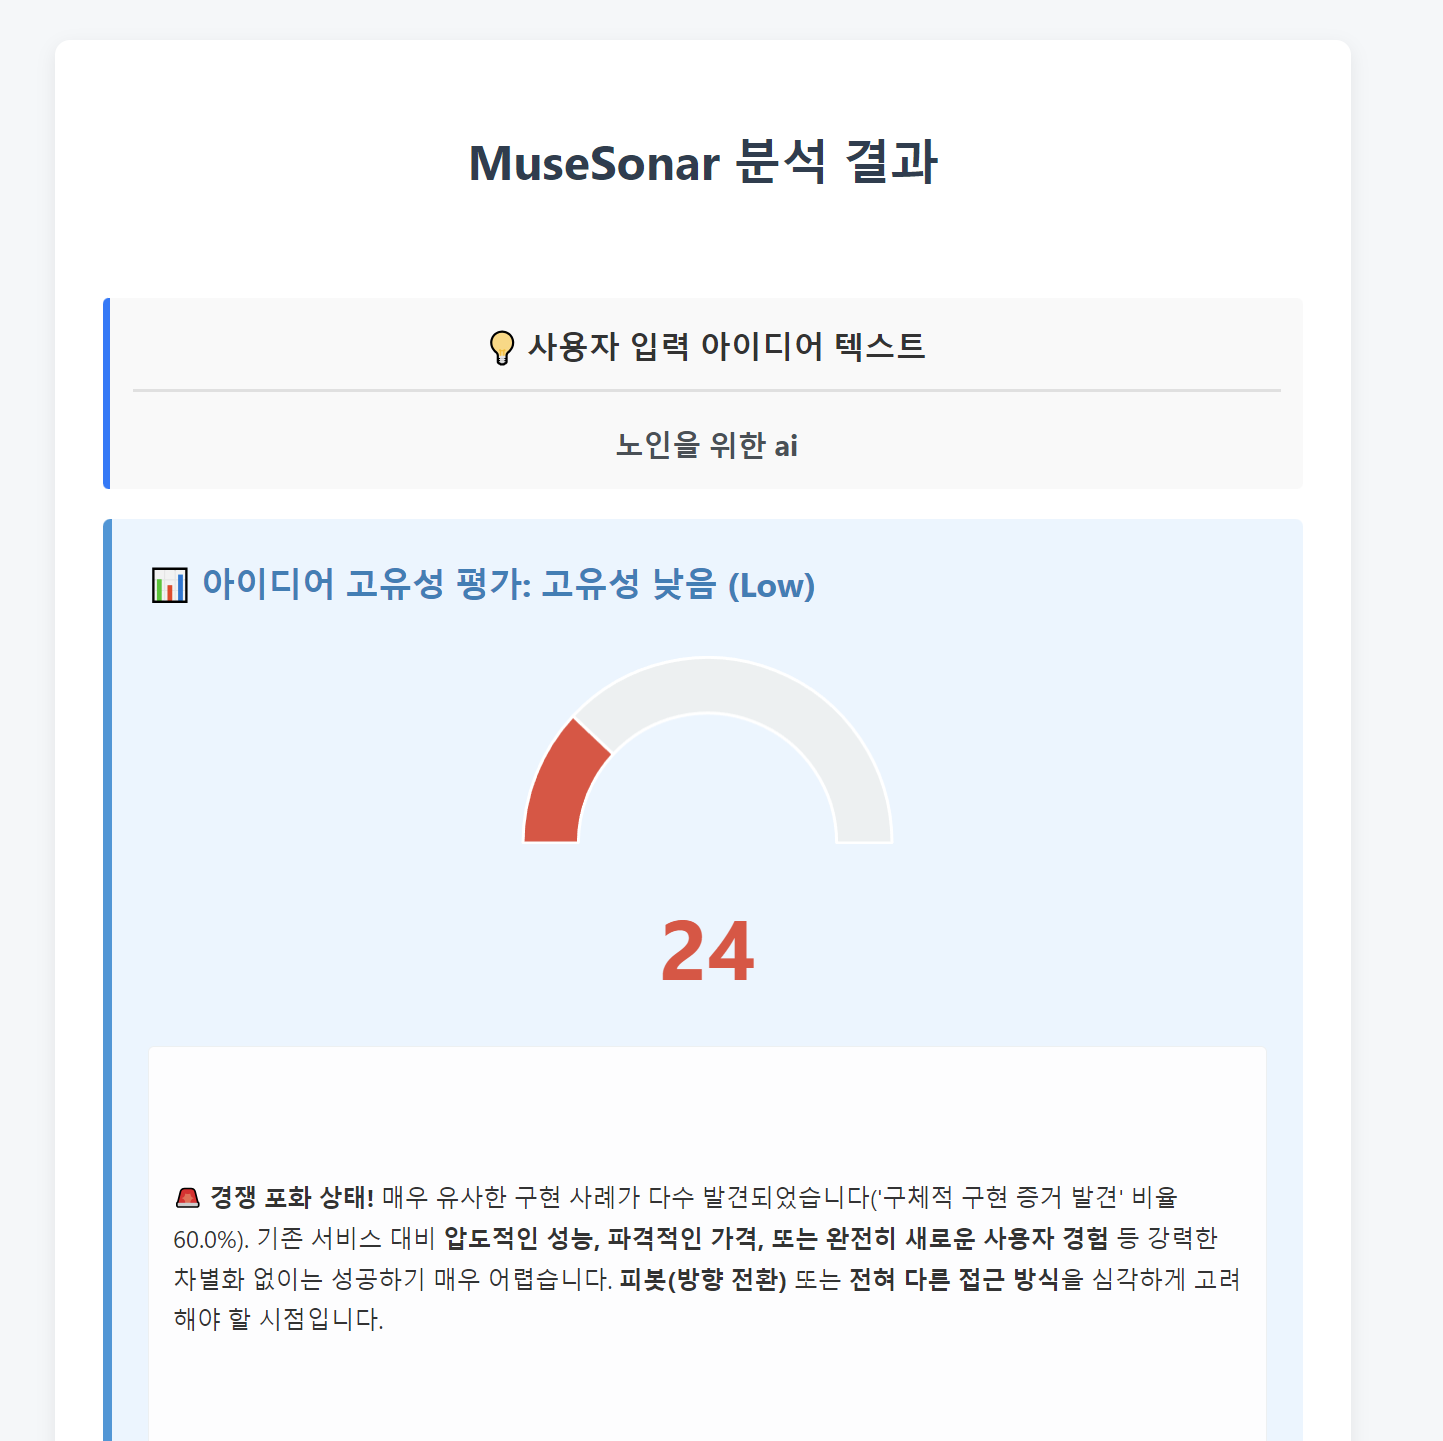 MuseSonar 분석 결과
💡 사용자 입력 아이디어 텍스트
노인을 위한 ai
📊 아이디어 고유성 평가: 고유성 낮음 (Low)
24
🚨 경쟁 포화 상태! 매우 유사한 구현 사례가 다수 발견되었습니다('구체적 구현 증거 발견' 비율
60.0%). 기존 서비스 대비 압도적인 성능, 파격적인 가격, 또는 완전히 새로운 사용자 경험 등 강력한
차별화 없이는 성공하기 매우 어렵습니다. 피봇(방향 전환) 또는 전혀 다른 접근 방식을 심각하게 고려
해야 할 시점입니다.